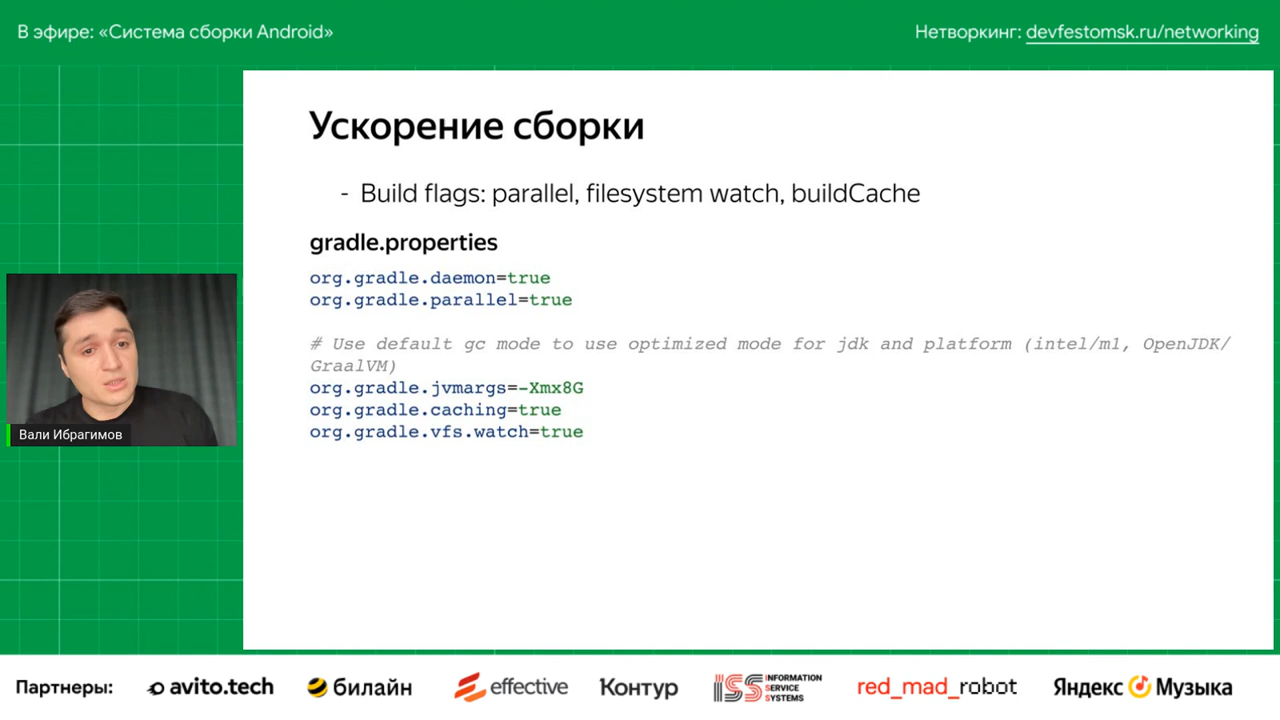 В эфире: «Система сборки Android»
Нетворкинг: devfestomsk.ru/networking
Ускорение сборки
- Build flags: parallel, filesystem watch, buildCache
gradle.properties
org.gradle.daemon=true
org.gradle.parallel=true
# Use default gc mode to use optimized mode for jdk and platform (intel/m1, OpenJDK/
GraalVM)
org.gradle.jvmargs=-Xmx8G
org.gradle.caching=true
org.gradle.vfs.watch=true
Вали Ибрагимов
Партнеры: avito.tech билайн effective Контур ISS INFORMATION SERVICE SYSTEMS red_mad_robot Яндекс Музыка